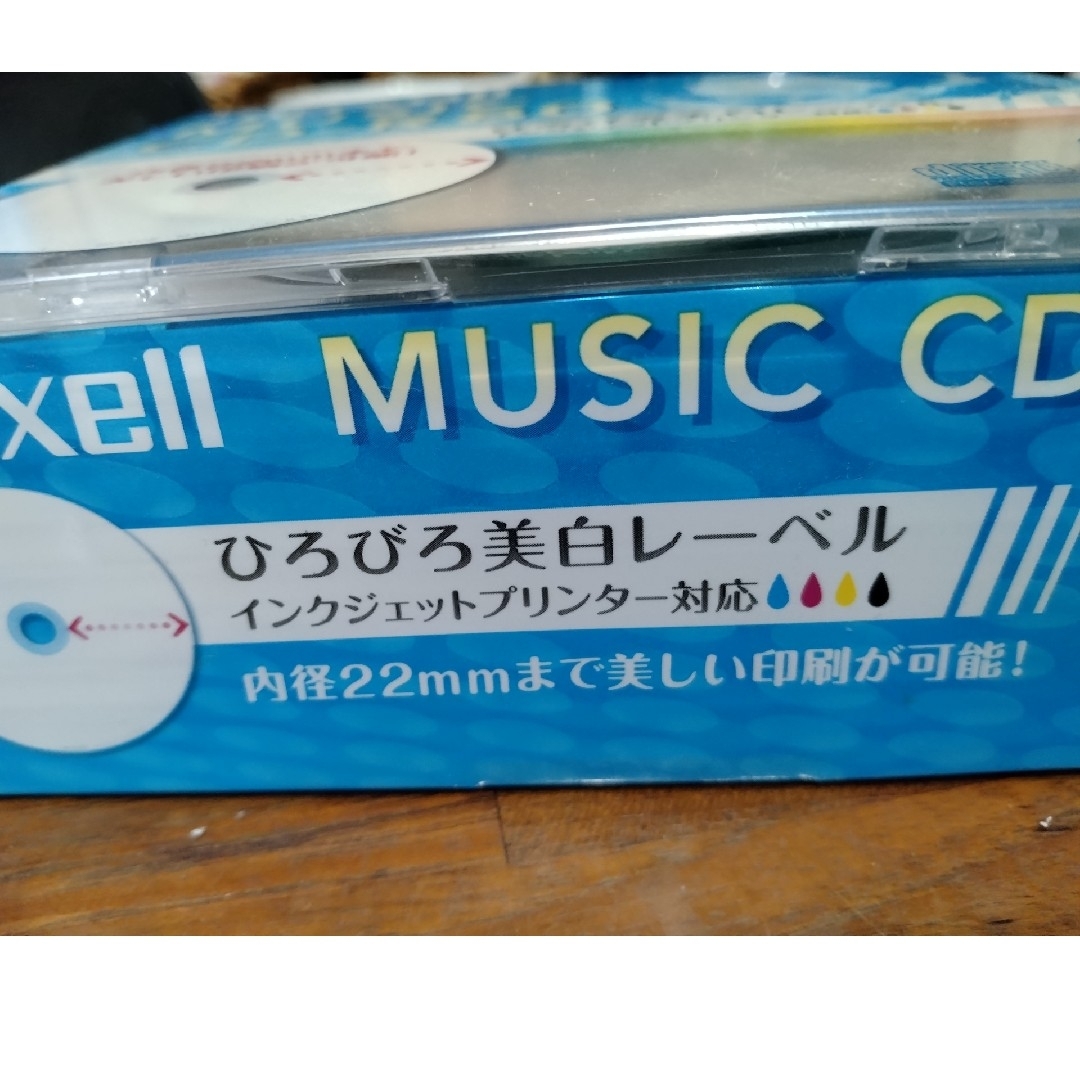 xell MUSIC CD
ひろびろ美白レーベル
インクジェットプリンター対応
内径22mmまで美しい印刷が可能!